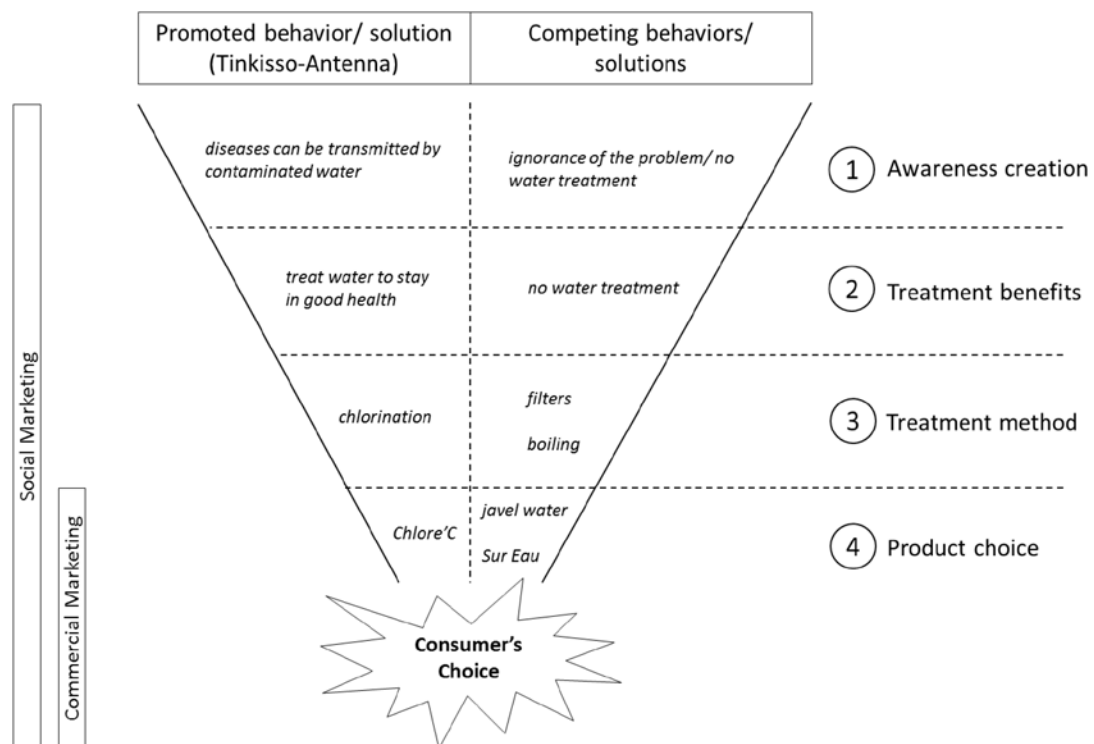 Promoted behavior/ solution
(Tinkisso-Antenna)
Competing behaviors/
solutions
diseases can be transmitted by
contaminated water
ignorance of the problem/ no
water treatment
1 Awareness creation
treat water to stay
in good health
no water treatment
2 Treatment benefits
chlorination
filters
boiling
3 Treatment method
Chlore'C
javel water
Sur Eau
4 Product choice
Consumer's
Choice
Social Marketing
Commercial Marketing